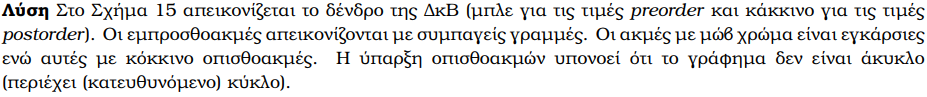 Λύση Στο Σχήμα 15 απεικονίζεται το δένδρο της ΔκΒ (μπλε για τις τιμές preorder και κάκκινο για τις τιμές
postorder). Οι εμπροσθοακμές απεικονίζονται με συμπαγείς γραμμές. Οι ακμές με μώβ χρώμα είναι εγκάρσιες
ενώ αυτές με κόκκινο οπισθοακμές. Η ύπαρξη οπισθοακμών υπονοεί ότι το γράφημα δεν είναι άκυκλο
(περιέχει (κατευθυνόμενο) κύκλο).